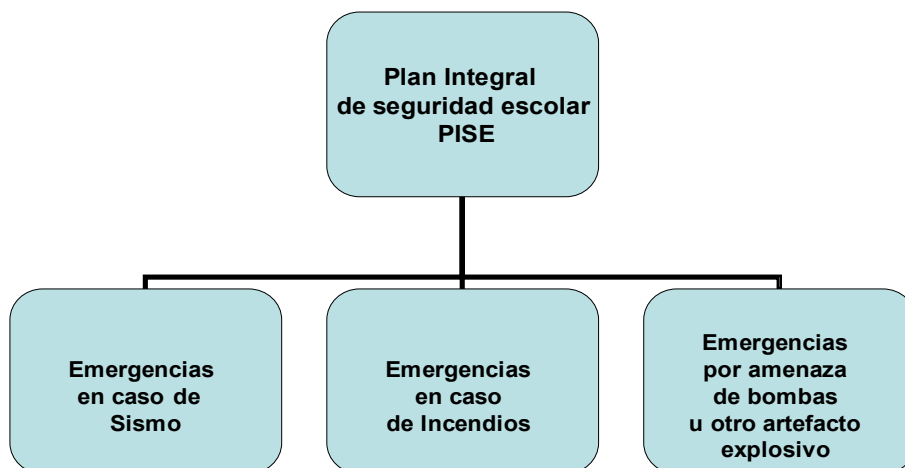 Plan Integral
de seguridad escolar
PISE
Emergencias
en caso de
Sismo
Emergencias
en caso
de Incendios
Emergencias
por amenaza
de bombas
u otro artefacto
explosivo